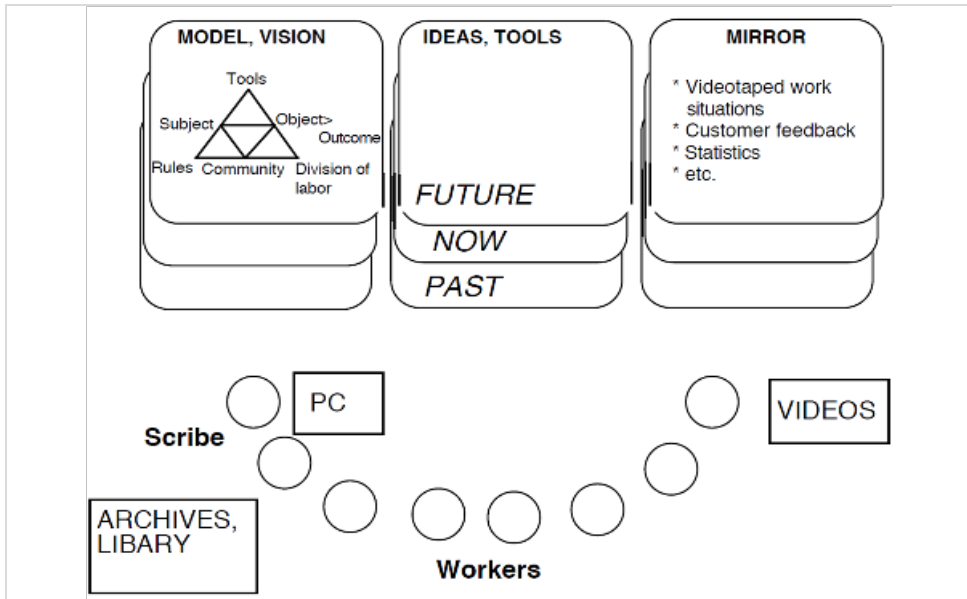 MODEL, VISION
Tools
Subject
Object>
Outcome
Rules
Community
Division of
labor
IDEAS, TOOLS
FUTURE
NOW
PAST
MIRROR
* Videotaped work
situations
* Customer feedback
* Statistics
* etc.
PC
VIDEOS
Scribe
ARCHIVES,
LIBARY
Workers